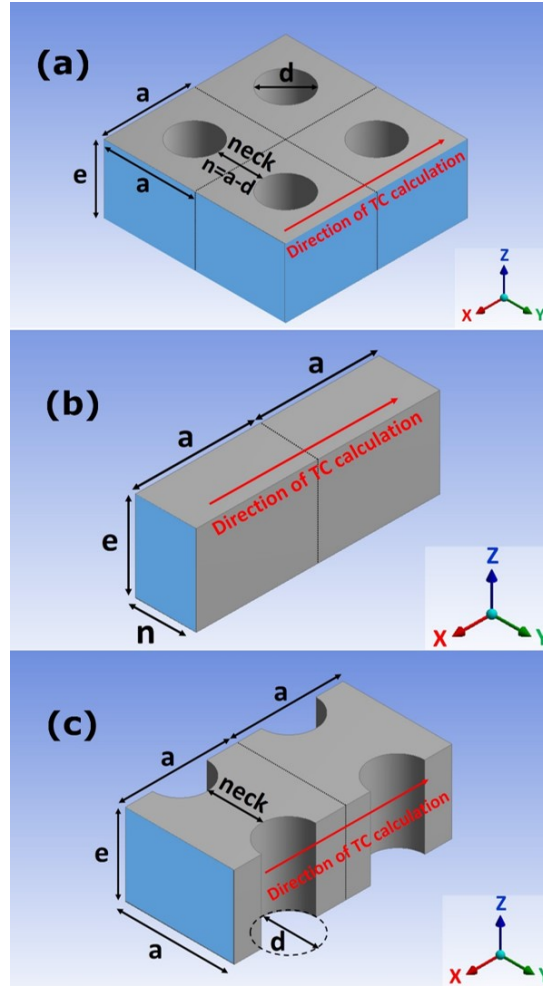 (a)
a
d
e
a
neck
n=a-d
Direction of TC calculation
Z
X
Y
(b)
a
a
e
n
Direction of TC calculation
Z
X
Y
(c)
a
a
e
neck
a
d
Direction of TC calculation
Z
X
Y